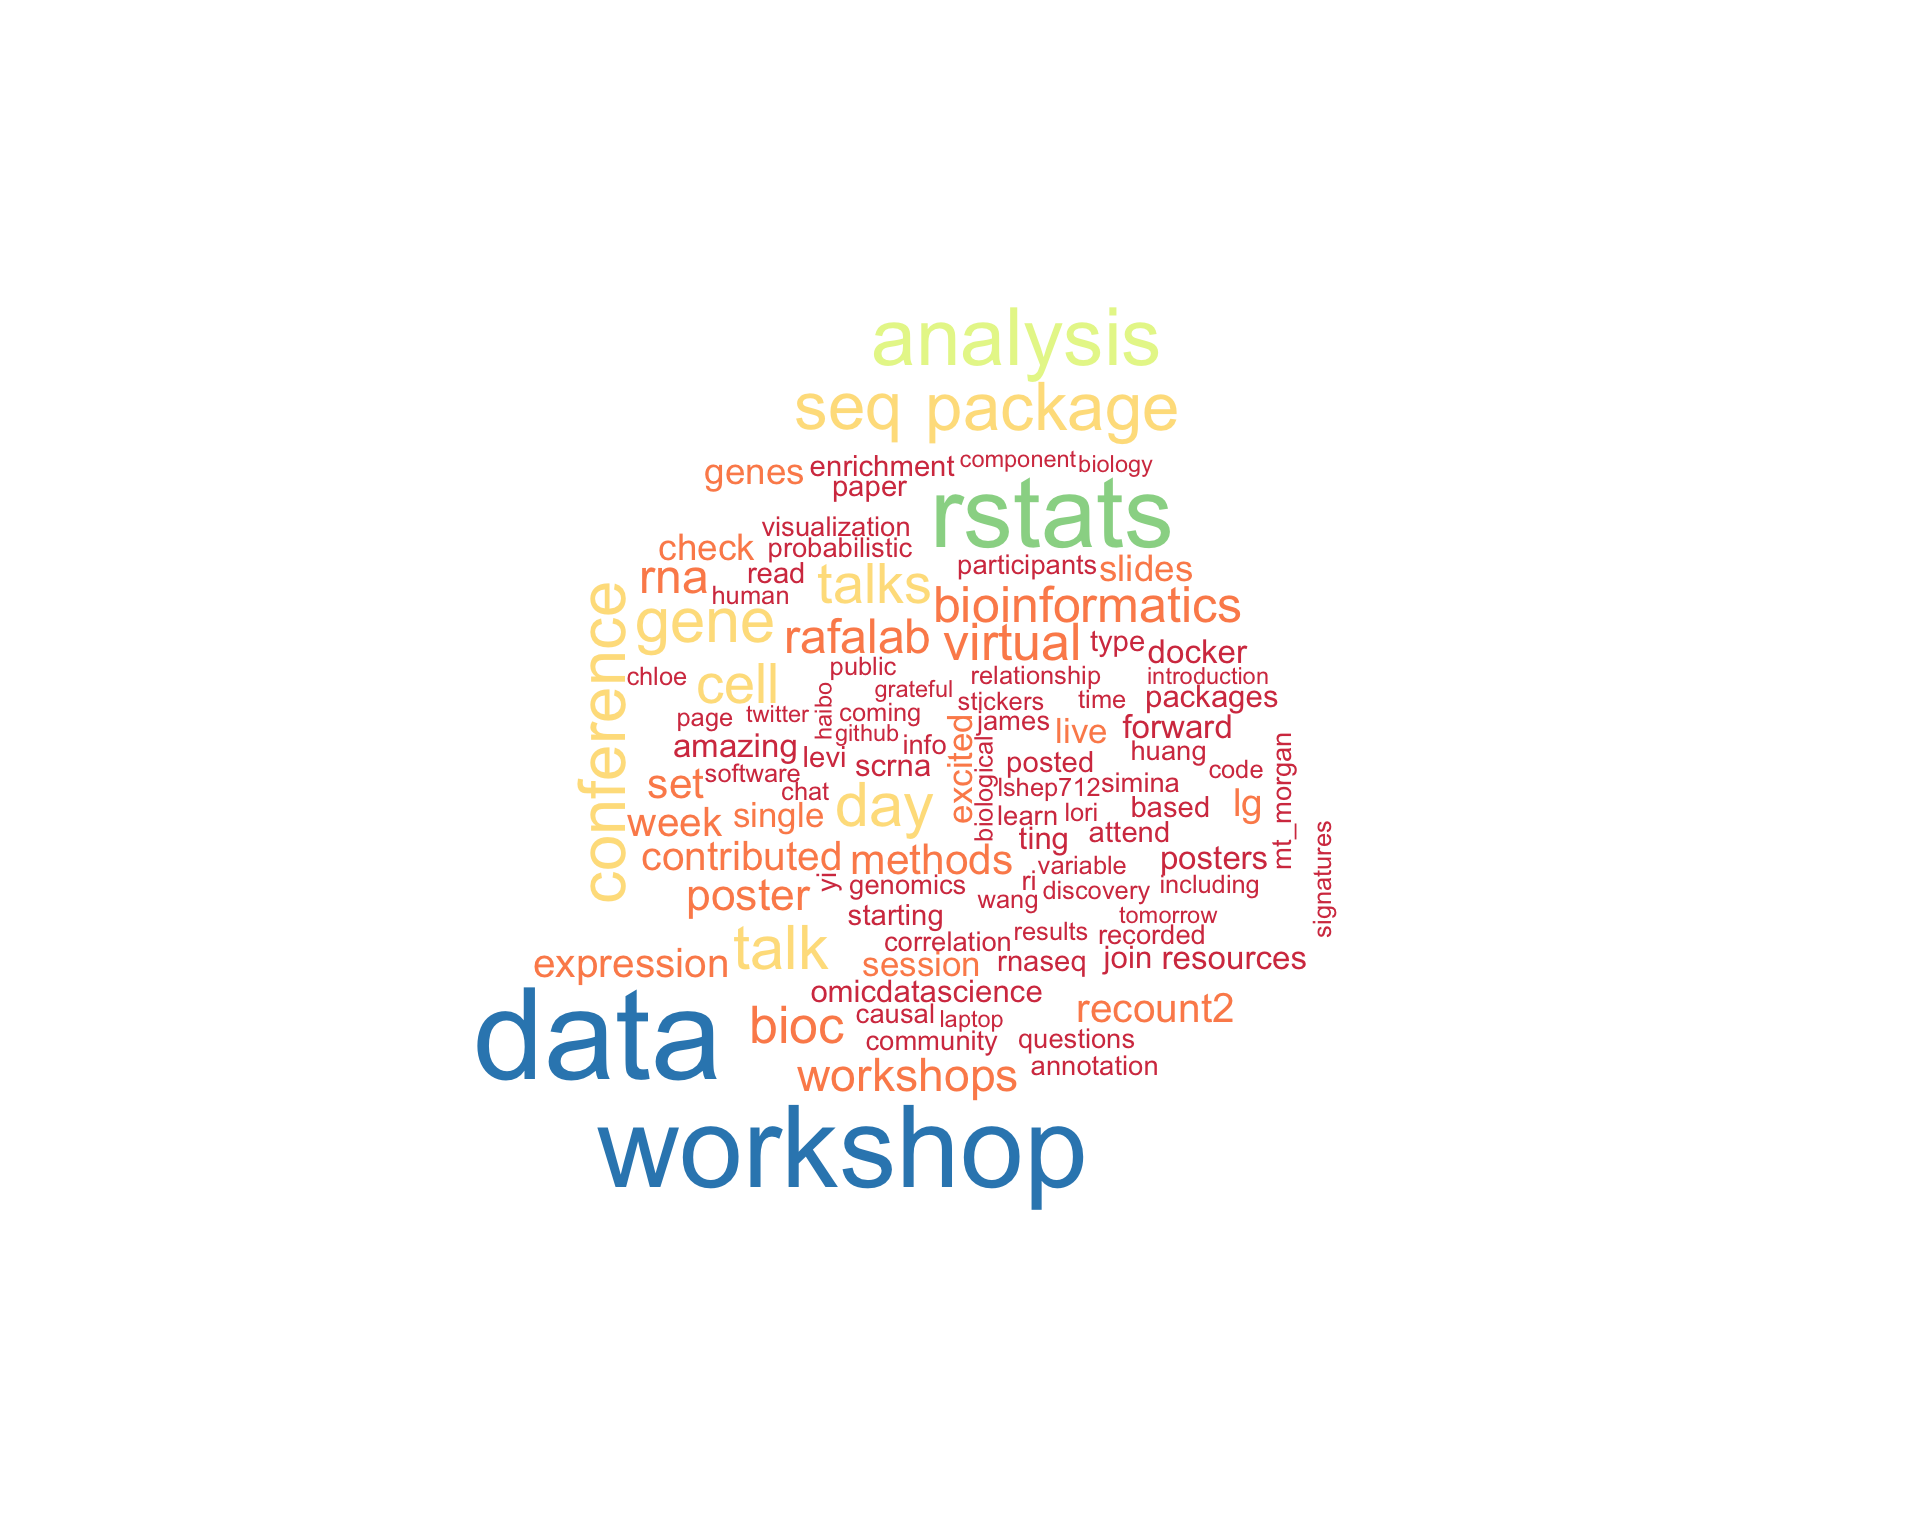 analysis
seq package
genes enrichment component biology
paper
rstats
visualization
check probabilistic
participants slides
rna read talks
human bioinformatics
conference
gene rafalab virtual type docker
public relationship introduction
chloe cell grateful stickers time packages
haibo
page twitter coming james live forward
github
excited
amazing levi info huang
biological
mt_morgan
scrna posted code
set software lshep712 simina
chat day based lg
week single learn lori
ting attend
signatures
contributed methods variable posters
yi
genomics ri discovery including
poster wang
starting tomorrow
talk correlation results recorded
expression session rnaseq join resources
omicdatascience
data bioc causal laptop recount2
community questions
workshops annotation
workshop